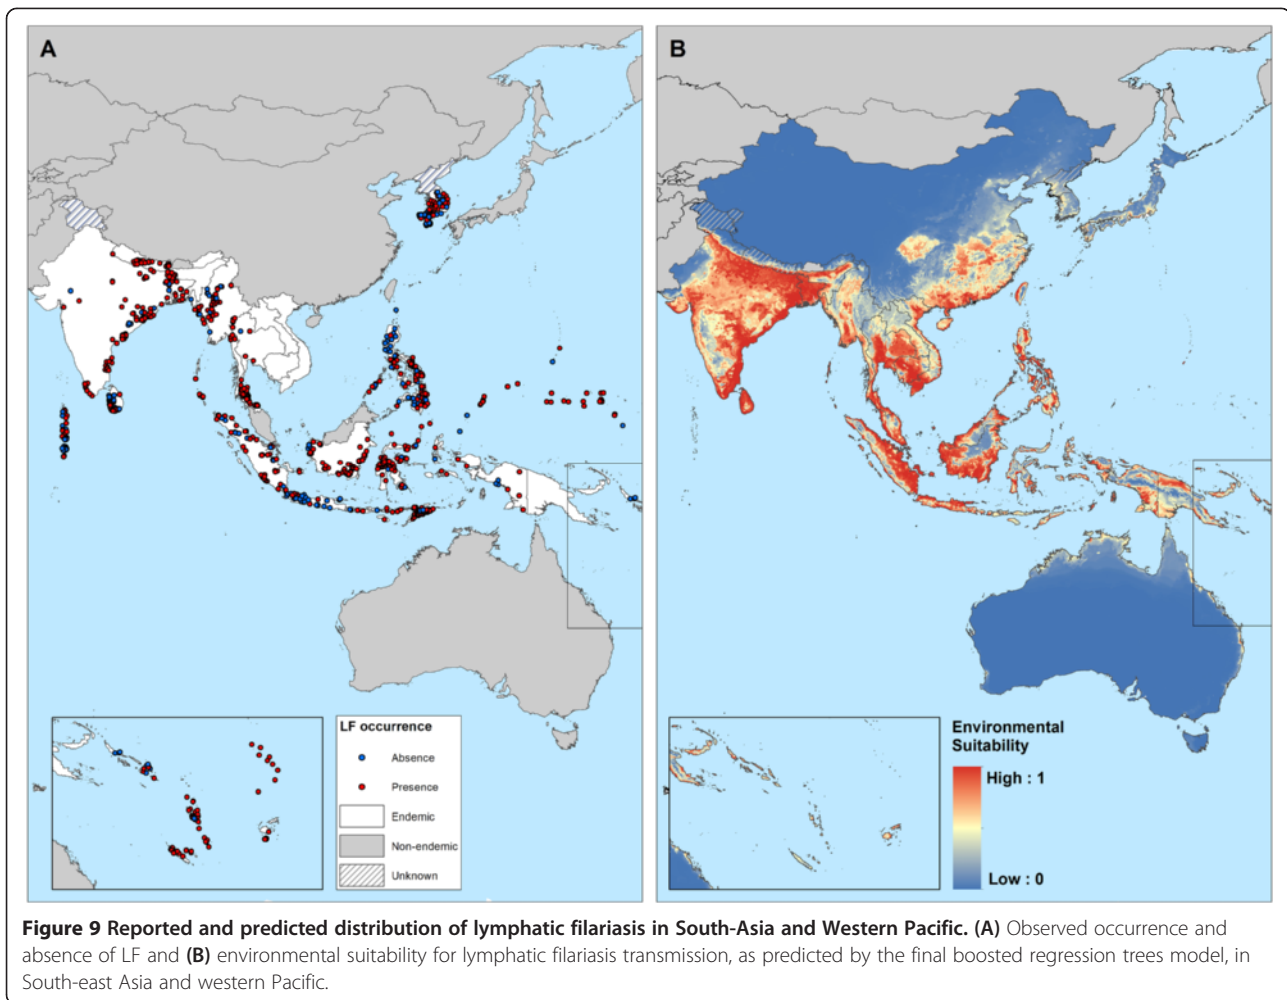 A
B
LF occurrence
Absence
Presence
Endemic
Non-endemic
Unknown
Environmental
Suitability
High : 1
Low : 0
Figure 9 Reported and predicted distribution of lymphatic filariasis in South-Asia and Western Pacific. (A) Observed occurrence and
absence of LF and (B) environmental suitability for lymphatic filariasis transmission, as predicted by the final boosted regression trees model, in
South-east Asia and western Pacific.